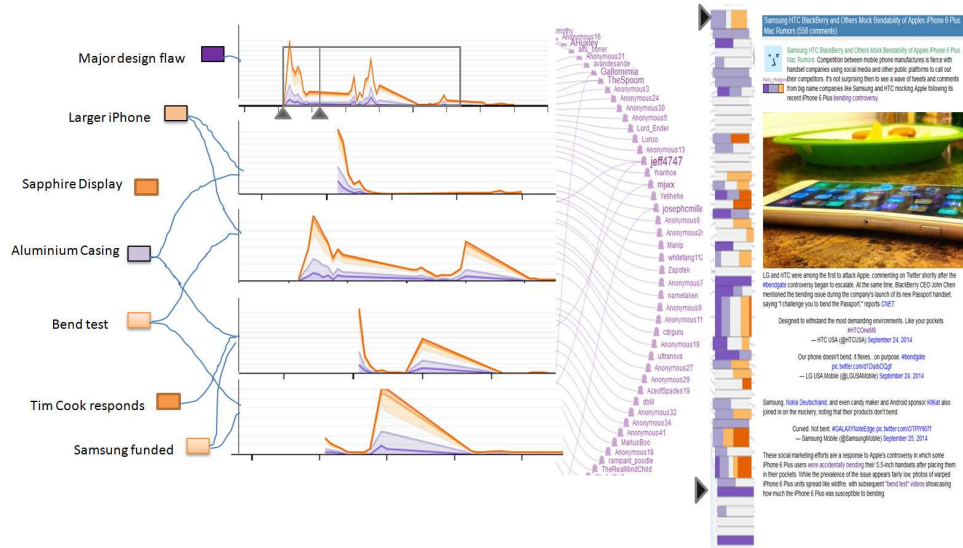 Major design flaw
Larger iPhone
Sapphire Display
Aluminium Casing
Bend test
Tim Cook responds
Samsung funded
Anonymous16
AHuxley
Anonymous31
avandesande
Gallomimia
TheSpoom
Anonymous3
Anonymous24
Anonymous30
Anonymous5
Lord_Ender
Lunzo
Anonymous13
jeff4747
Yvanhoe
mjwx
Yetihehe
josephcmille
Anonymous2
Manip
whitefang112
Zapotek
Anonymous7
nametaken
Anonymous9
Anonymous11
cdrguru
Anonymous19
ultranova
Anonymous27
Anonymous29
AceofSpades19
dbIII
Anonymous32
Anonymous34
Anonymous41
MariusBoo
Anonymous18
rampant_poodle
TheRealMindChild
Samsung HTC BlackBerry and Others Mock Bendability of Apples iPhone 6 Plus
Mac Rumors (558 comments)
Samsung HTC BlackBerry and Others Mock Bendability of Apples iPhone 6 Plus
Mac Rumors. Competition between mobile phone manufactures is fierce with
handset companies using social media and other public platforms to call out
their competitors. It's not surprising then to see a wave of tweets and comments
from big name companies like Samsung and HTC mocking Apple following its
recent iPhone 6 Plus bending controversy.
LG and HTC were among the first to attack Apple, commenting on Twitter shortly after the
#bendgate controversy began to escalate. At the same time, BlackBerry CEO John Chen
mentioned the bending issue during the company's launch of its new Passport handset,
saying "I challenge you to bend the Passport," reports CNET.
Designed to withstand the most demanding environments. Like your pockets.
#HTCOneM8
— HTC USA (@HTCUSA) September 24, 2014
Our phone doesn't bend, it flexes...on purpose. #bendgate
— LG USA Mobile (@LGUSAMobile) September 24, 2014
Samsung, Nokia Deutschland, and even candy maker and Android sponsor KitKat also
joined in on the mockery, noting that their products don't bend.
Curved. Not bent. #GALAXYNoteEdge
— Samsung Mobile (@SamsungMobile) September 25, 2014
These social marketing efforts are a response to Apple's controversy in which some
iPhone 6 Plus users were accidentally bending their 5.5-inch handsets after placing them
in their pockets. While the prevalence of the issue appears fairly low, photos of warped
iPhone 6 Plus units spread like wildfire, with subsequent "bend test" videos showcasing
how much the iPhone 6 Plus was susceptible to bending.